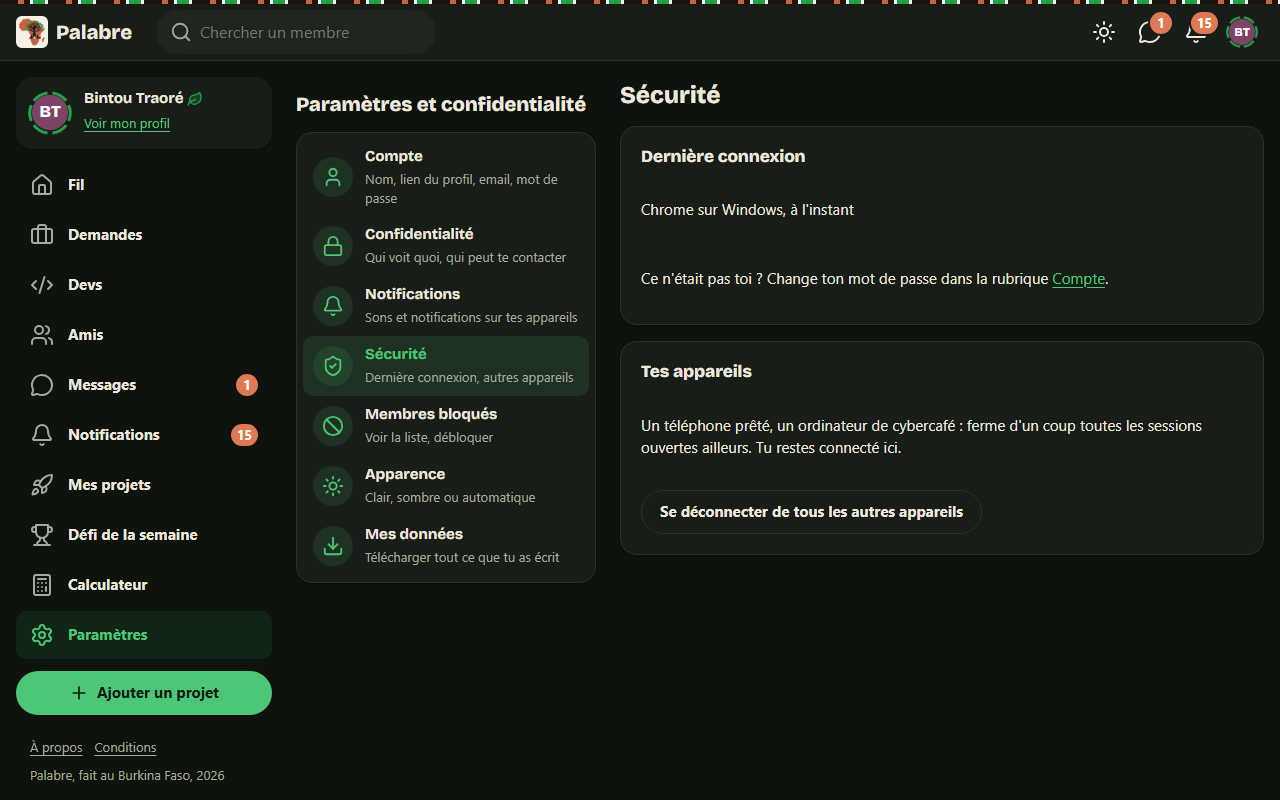 Palabre
Chercher un membre
1
15
BT
BT
Bintou Traoré
Voir mon profil
Fil
Demandes
Devs
Amis
Messages
1
Notifications
15
Mes projets
Défi de la semaine
Calculateur
Paramètres
Ajouter un projet
À propos Conditions
Palabre, fait au Burkina Faso, 2026
Paramètres et confidentialité
Compte
Nom, lien du profil, email, mot de
passe
Confidentialité
Qui voit quoi, qui peut te contacter
Notifications
Sons et notifications sur tes appareils
Sécurité
Dernière connexion, autres appareils
Membres bloqués
Voir la liste, débloquer
Apparence
Clair, sombre ou automatique
Mes données
Télécharger tout ce que tu as écrit
Sécurité
Dernière connexion
Chrome sur Windows, à l'instant
Ce n'était pas toi ? Change ton mot de passe dans la rubrique Compte.
Tes appareils
Un téléphone prêté, un ordinateur de cybercafé : ferme d'un coup toutes les sessions
ouvertes ailleurs. Tu restes connecté ici.
Se déconnecter de tous les autres appareils